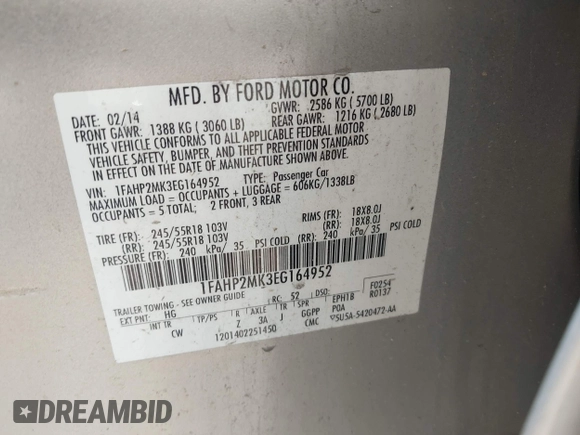 MFD. BY FORD MOTOR CO.
DATE: 02/14 GVWR: 2586 KG ( 5700 LB)
FRONT GAWR: 1388 KG ( 3060 LB) REAR GAWR: 1216 KG ( 2680 LB)
THIS VEHICLE CONFORMS TO ALL APPLICABLE FEDERAL MOTOR
VEHICLE SAFETY, BUMPER, AND THEFT PREVENTION STANDARDS
IN EFFECT ON THE DATE OF MANUFACTURE SHOWN ABOVE.
VIN: 1FAHP2MK3EG164952 Type: Passenger Car
MAXIMUM LOAD = OCCUPANTS + LUGGAGE = 606KG/1338LB
OCCUPANTS = 5 TOTAL; 2 FRONT, 3 REAR
TIRE (FR): 245/55R18 103V RIMS (FR): 18X8.0J
(RR): 245/55R18 103V (RR): 18X8.0J
PRESSURE (FR): 240 kPa/ 35 PSI COLD (RR): 240 kPa/ 35 PSI COLD
1FAHP2MK3EG164952
TRAILER TOWING - SEE OWNER GUIDE RC: 52 DSO: F0254
EXT PNT: HG EPHTB R0137
INT TR TP/PS R AXLE TR SPR POA
CW Z 3A J GGPP CMC
1201402251450 ▽SU5A-5420472-AA
DREAMBID